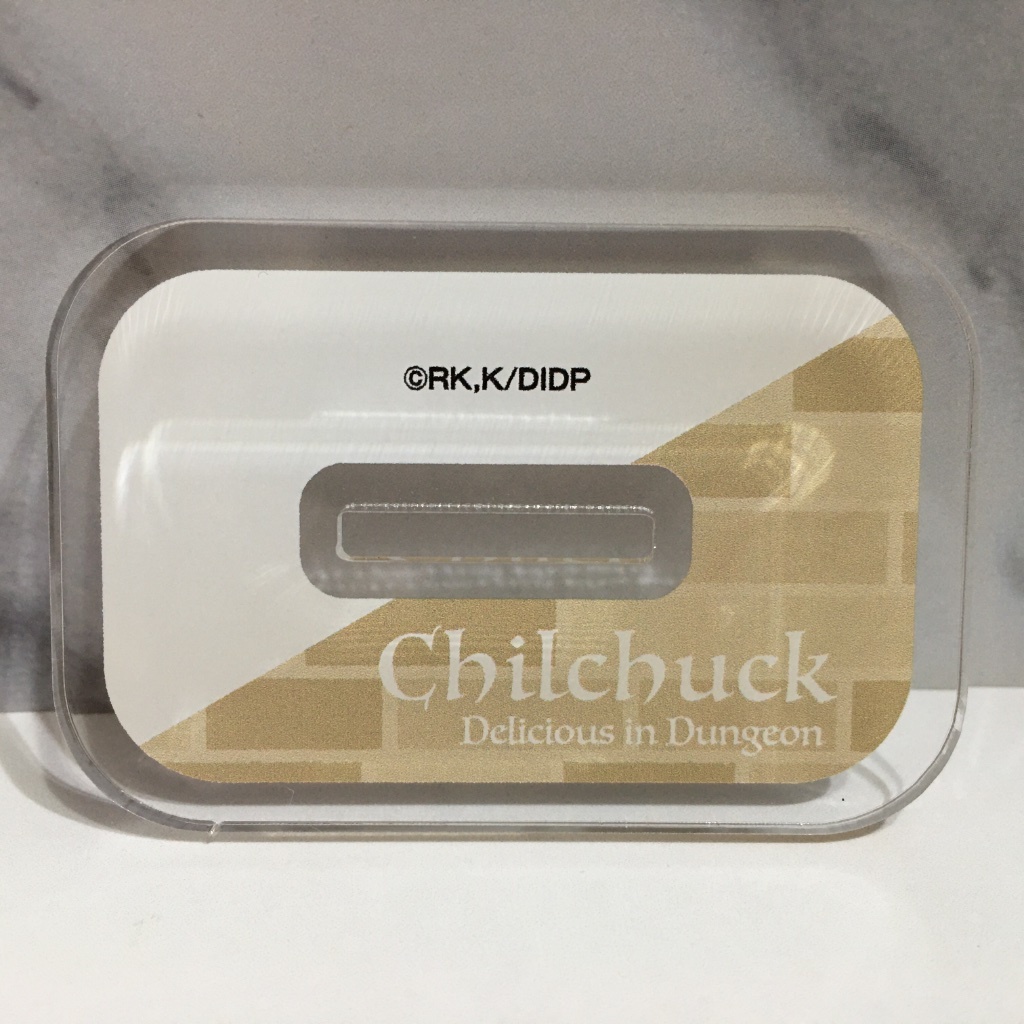 ©RK,K/DIDP
Chilchuck
Delicious in Dungeon